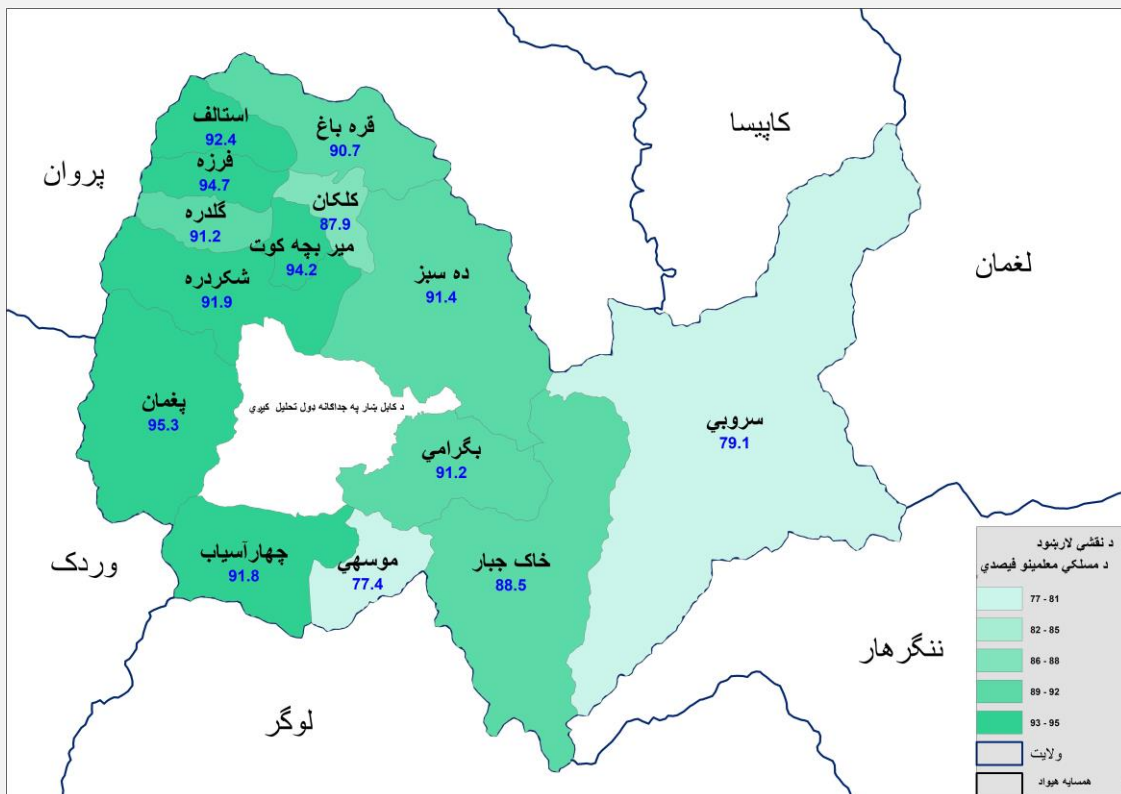 کاپیسا
استالف
92.4
قره باغ
90.7
فرزه
94.7
پروان
کلکان
87.9
گلدره
91.2
میر بچه کوت
94.2
ده سبز
91.4
لغمان
شکردره
91.9
پغمان
95.3
د کابل ښار په جداگانه ډول تحلیل کیږي
سروبي
79.1
بگرامي
91.2
وردک
چهارآسیاب
91.8
موسهي
77.4
خاک جبار
88.5
ننگرهار
لوگر
د نقشی لارښود
د مسلکي معلمینو فیصدي
77 - 81
82 - 85
86 - 88
89 - 92
93 - 95
ولایت
همسایه هیواد